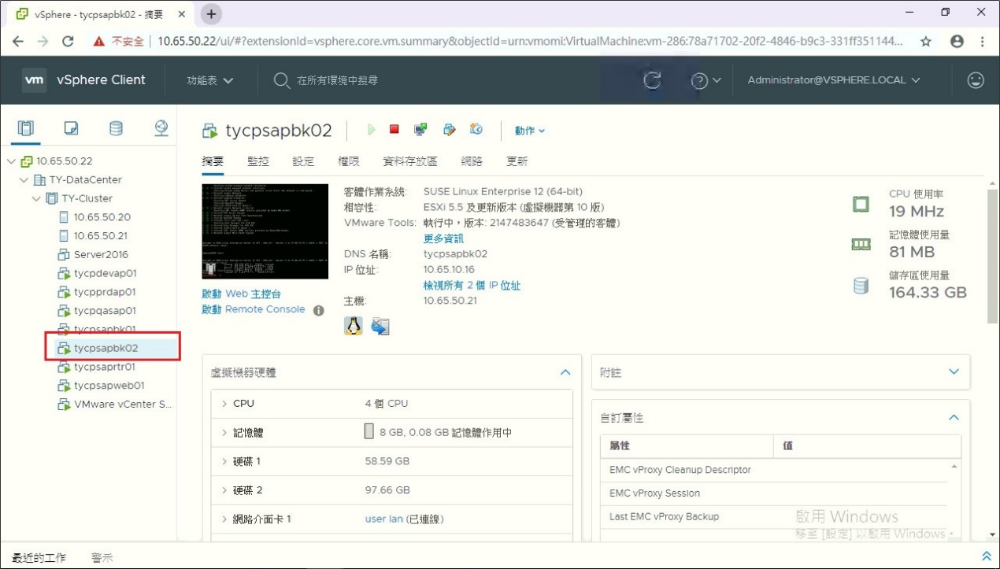 vSphere - tycpsapbk02 - 摘要
不安全 10.65.50.22/ui/#?extensionId=vsphere.core.vm.summary&objectId=urn:vmomi:VirtualMachine:vm-286:78a71702-20f2-4846-b9c3-331ff351144...
vm vSphere Client 功能表 在所有環境中搜尋 Administrator@VSPHERE.LOCAL
10.65.50.22
TY-DataCenter
TY-Cluster
10.65.50.20
10.65.50.21
Server2016
tycpdevap01
tycpprdap01
tycpqasap01
tycpsapbk01
tycpsapbk02
tycpsaprtr01
tycpsapweb01
VMware vCenter S...
tycpsapbk02 動作
摘要 監控 設定 權限 資料存放區 網路 更新
已開啟電源
啟動 Web 主控台
啟動 Remote Console
客體作業系統: SUSE Linux Enterprise 12 (64-bit)
相容性: ESXi 5.5 及更新版本 (虛擬機器第 10 版)
VMware Tools: 執行中，版本: 2147483647 (受管理的客體)
更多資訊
DNS 名稱: tycpsapbk02
IP 位址: 10.65.10.16
檢視所有 2 個 IP 位址
主機: 10.65.50.21
CPU 使用率
19 MHz
記憶體使用量
81 MB
儲存區使用量
164.33 GB
虛擬機器硬體
CPU 4 個 CPU
記憶體 8 GB, 0.08 GB 記憶體作用中
硬碟 1 58.59 GB
硬碟 2 97.66 GB
網路介面卡 1 user lan (已連線)
附註
自訂屬性
屬性 值
EMC vProxy Cleanup Descriptor
EMC vProxy Session
Last EMC vProxy Backup
啟用 Windows
移至 [設定] 以啟用 Windows。
最近的工作 警示